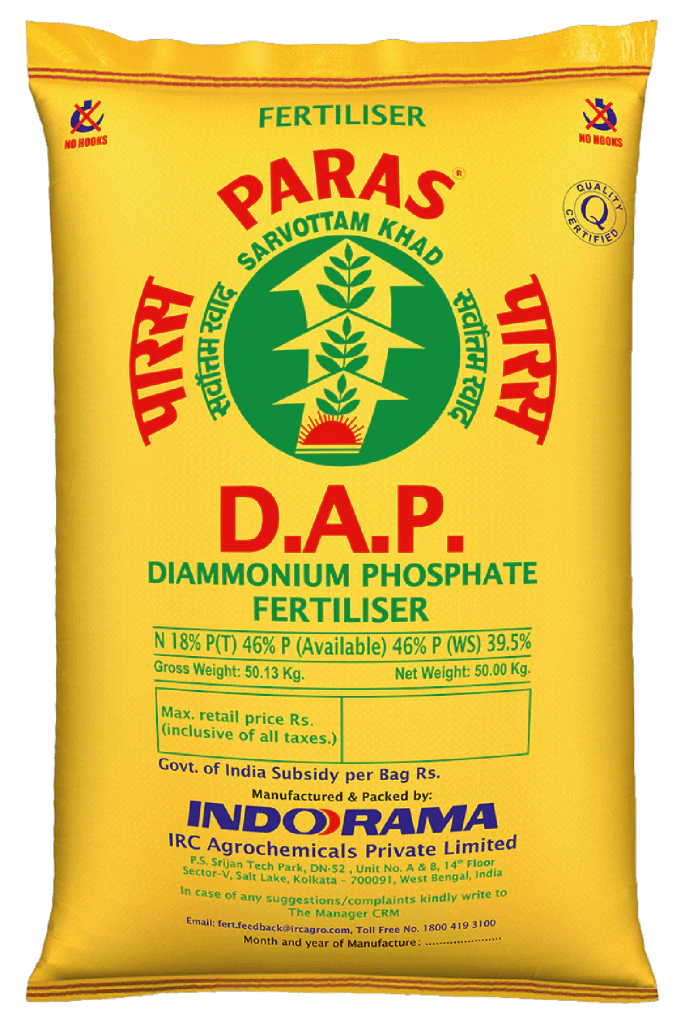 FERTILISER
NO HOOKS
NO HOOKS
PARAS®
QUALITY
Q
CERTIFIED
SARVOTTAM KHAD
पारस
सर्वोत्तम खाद
सर्वोत्तम खाद
पारस
D.A.P.
DIAMMONIUM PHOSPHATE
FERTILISER
N 18% P(T) 46% P (Available) 46% P (WS) 39.5%
Gross Weight: 50.13 Kg. Net Weight: 50.00 Kg.
Max. retail price Rs.
(inclusive of all taxes.)
Govt. of India Subsidy per Bag Rs.
Manufactured & Packed by:
INDORAMA
IRC Agrochemicals Private Limited
P.S. Srijan Tech Park, DN-52 , Unit No. A & B, 14th Floor
Sector-V, Salt Lake, Kolkata - 700091, West Bengal, India
In case of any suggestions/complaints kindly write to
The Manager CRM
Email: fert.feedback@ircagro.com, Toll Free No. 1800 419 3100
Month and year of Manufacture: ......................